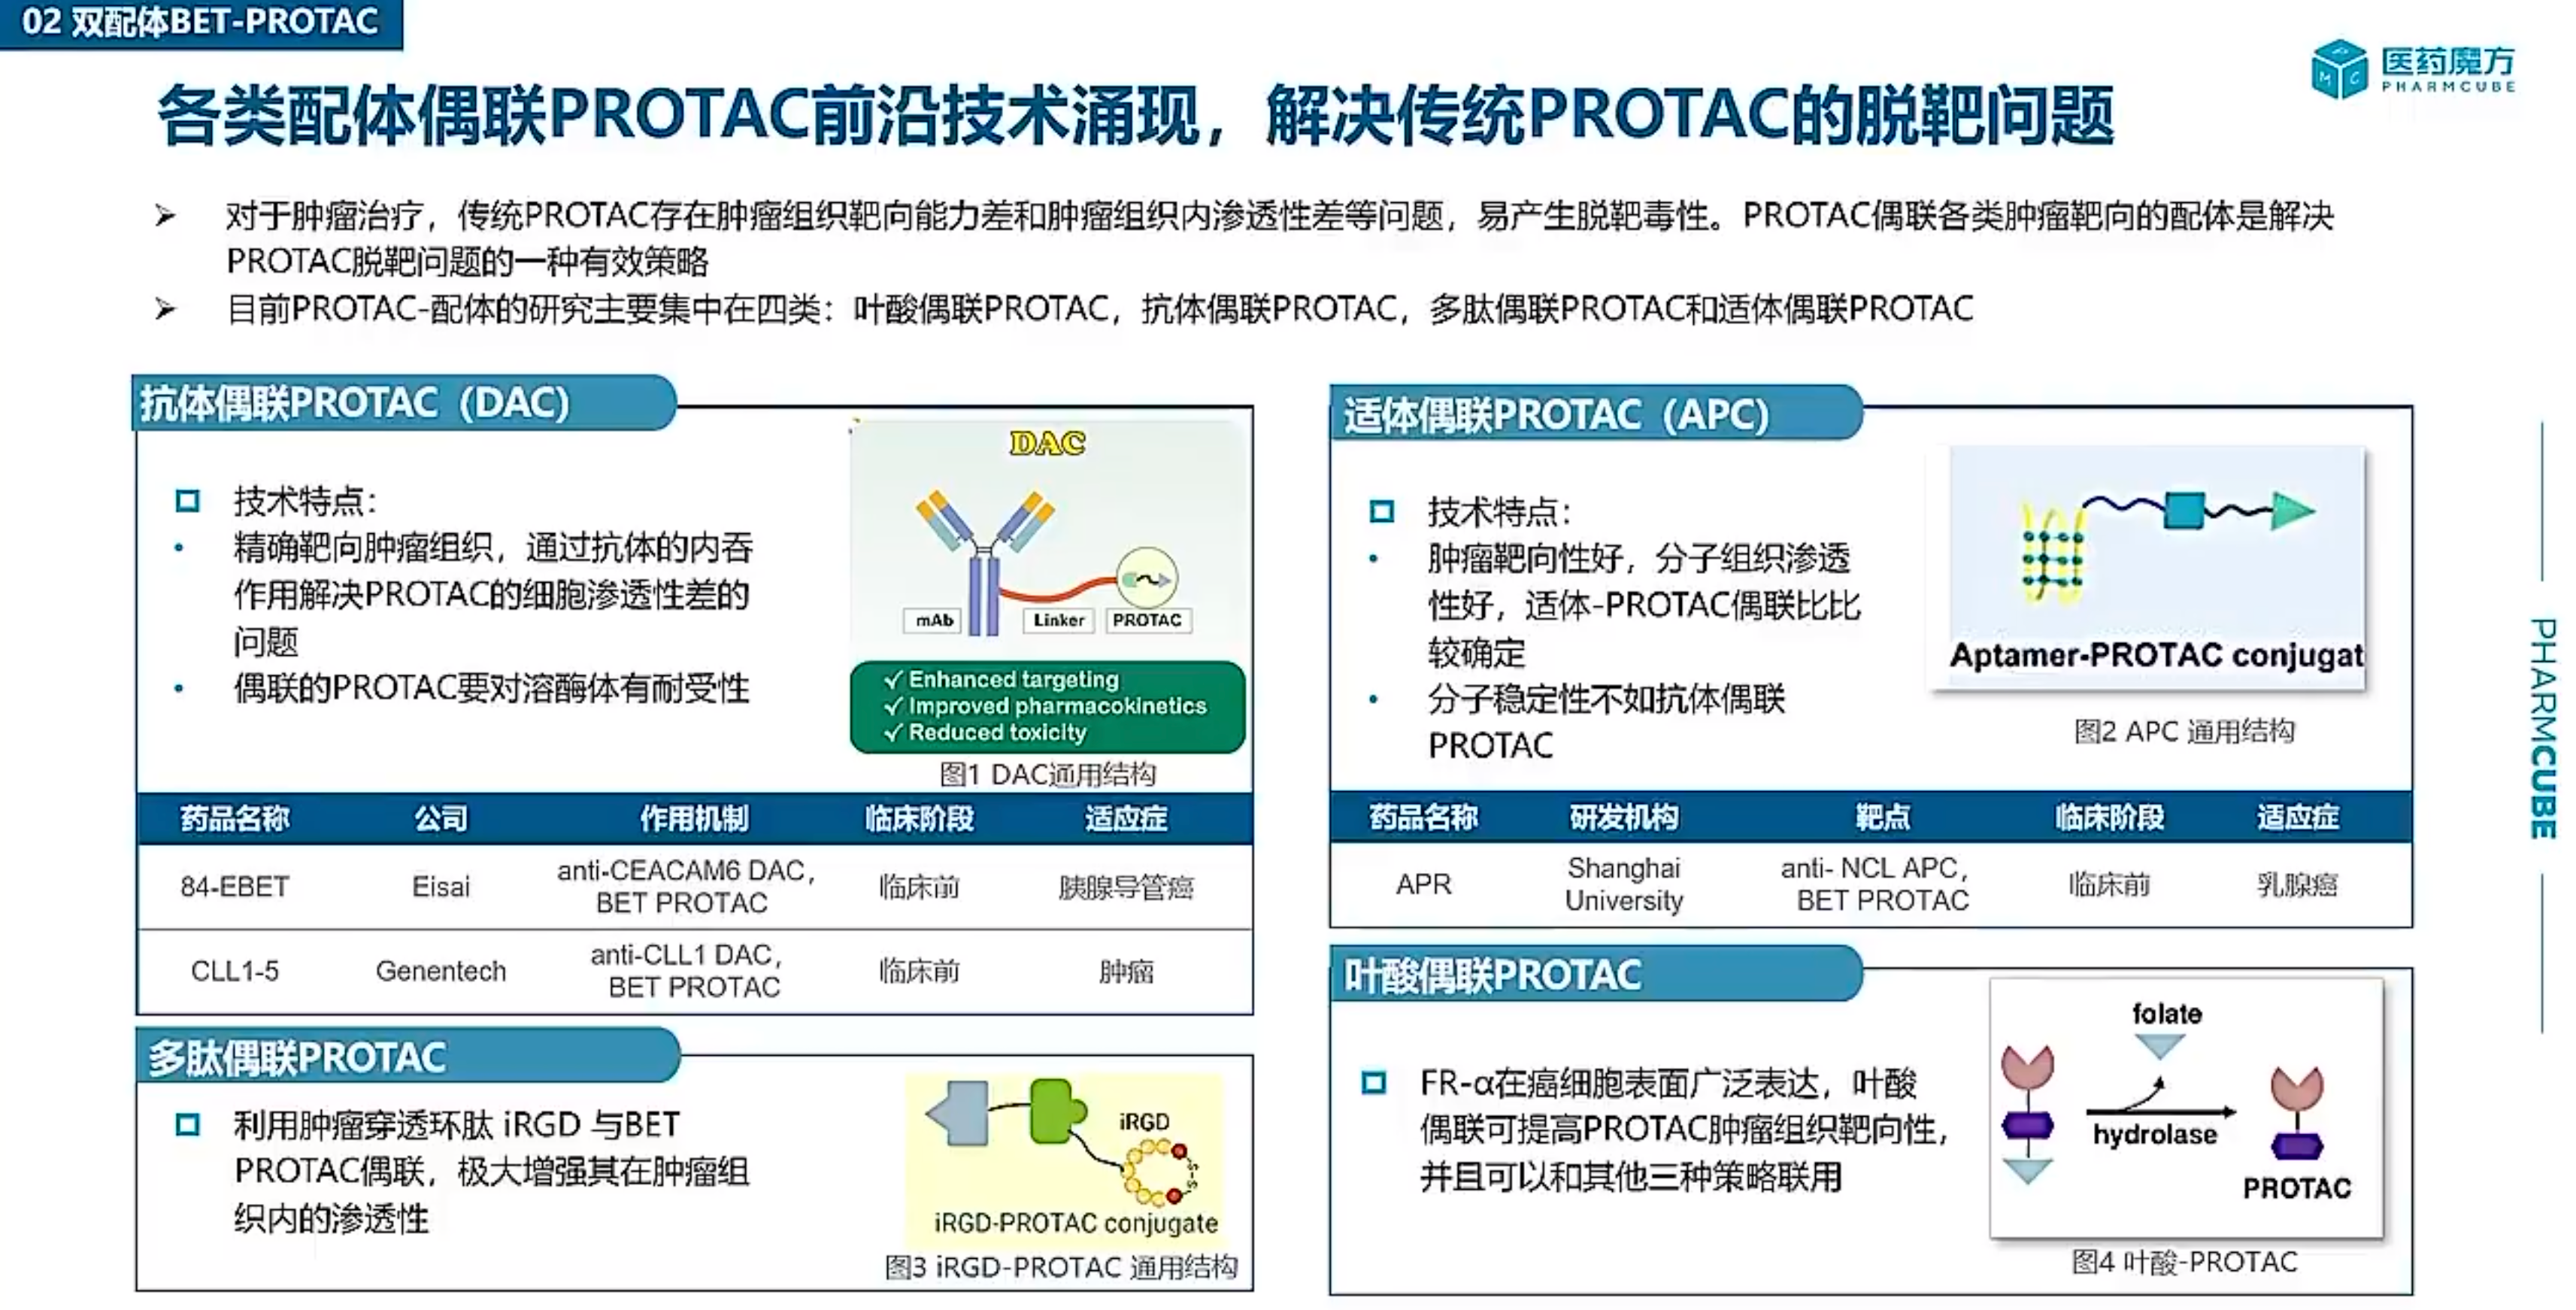 02 双配体BET-PROTAC
医药魔方
PHARMCUBE
各类配体偶联PROTAC前沿技术涌现，解决传统PROTAC的脱靶问题
对于肿瘤治疗，传统PROTAC存在肿瘤组织靶向能力差和肿瘤组织内渗透性差等问题，易产生脱靶毒性。PROTAC偶联各类肿瘤靶向的配体是解决
PROTAC脱靶问题的一种有效策略
目前PROTAC-配体的研究主要集中在四类：叶酸偶联PROTAC，抗体偶联PROTAC，多肽偶联PROTAC和适体偶联PROTAC
抗体偶联PROTAC（DAC）
技术特点：
精确靶向肿瘤组织，通过抗体的内吞
作用解决PROTAC的细胞渗透性差的
问题
偶联的PROTAC要对溶酶体有耐受性
DAC
mAb Linker PROTAC
✓ Enhanced targeting
✓ Improved pharmacokinetics
✓ Reduced toxicity
图1 DAC通用结构
药品名称 公司 作用机制 临床阶段 适应症
84-EBET Eisai anti-CEACAM6 DAC, BET PROTAC 临床前 胰腺导管癌
CLL1-5 Genentech anti-CLL1 DAC, BET PROTAC 临床前 肿瘤
多肽偶联PROTAC
利用肿瘤穿透环肽 iRGD 与BET
PROTAC偶联，极大增强其在肿瘤组
织内的渗透性
iRGD
S-S
iRGD-PROTAC conjugate
图3 iRGD-PROTAC 通用结构
适体偶联PROTAC（APC）
技术特点：
肿瘤靶向性好，分子组织渗透
性好，适体-PROTAC偶联比比
较确定
分子稳定性不如抗体偶联
PROTAC
Aptamer-PROTAC conjugat
图2 APC 通用结构
药品名称 研发机构 靶点 临床阶段 适应症
APR Shanghai University anti- NCL APC, BET PROTAC 临床前 乳腺癌
叶酸偶联PROTAC
FR-α在癌细胞表面广泛表达，叶酸
偶联可提高PROTAC肿瘤组织靶向性，
并且可以和其他三种策略联用
folate
hydrolase
PROTAC
图4 叶酸-PROTAC
PHARMCUBE